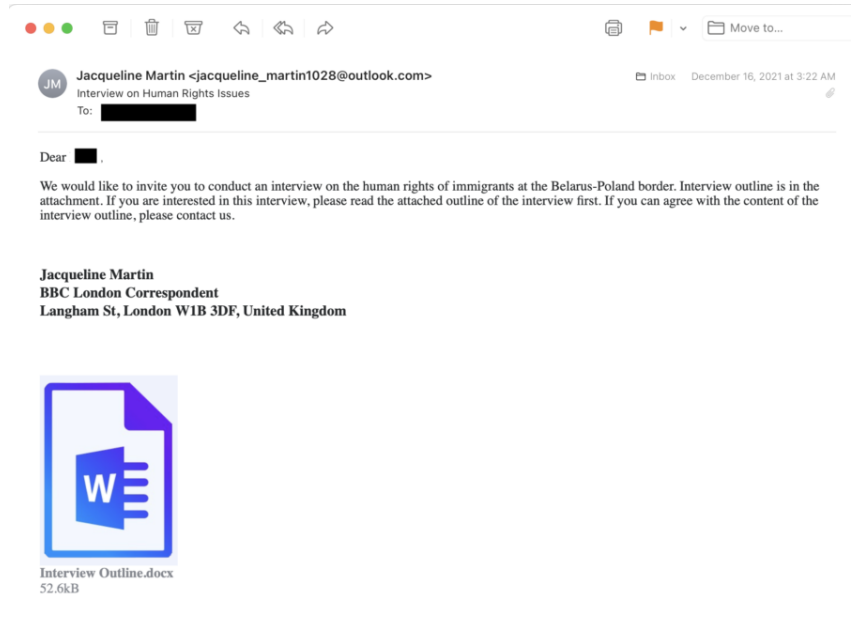 Move to...
JM
Jacqueline Martin <jacqueline_martin1028@outlook.com>
Inbox December 16, 2021 at 3:22 AM
Interview on Human Rights Issues
To:
Dear .
We would like to invite you to conduct an interview on the human rights of immigrants at the Belarus-Poland border. Interview outline is in the
attachment. If you are interested in this interview, please read the attached outline of the interview first. If you can agree with the content of the
interview outline, please contact us.
Jacqueline Martin
BBC London Correspondent
Langham St, London W1B 3DF, United Kingdom
W
Interview Outline.docx
52.6kB